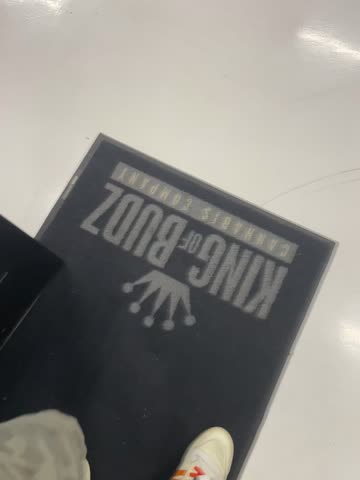 KING OF BUDZ
CANNABIS COMPANY